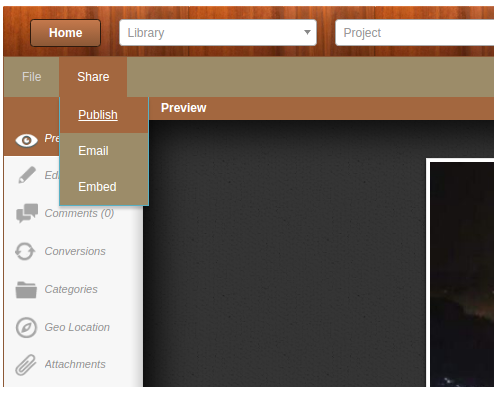 Home Library Project
File Share
Preview
Publish
Pre
Email
Ed
Embed
Comments (0)
Conversions
Categories
Geo Location
Attachments